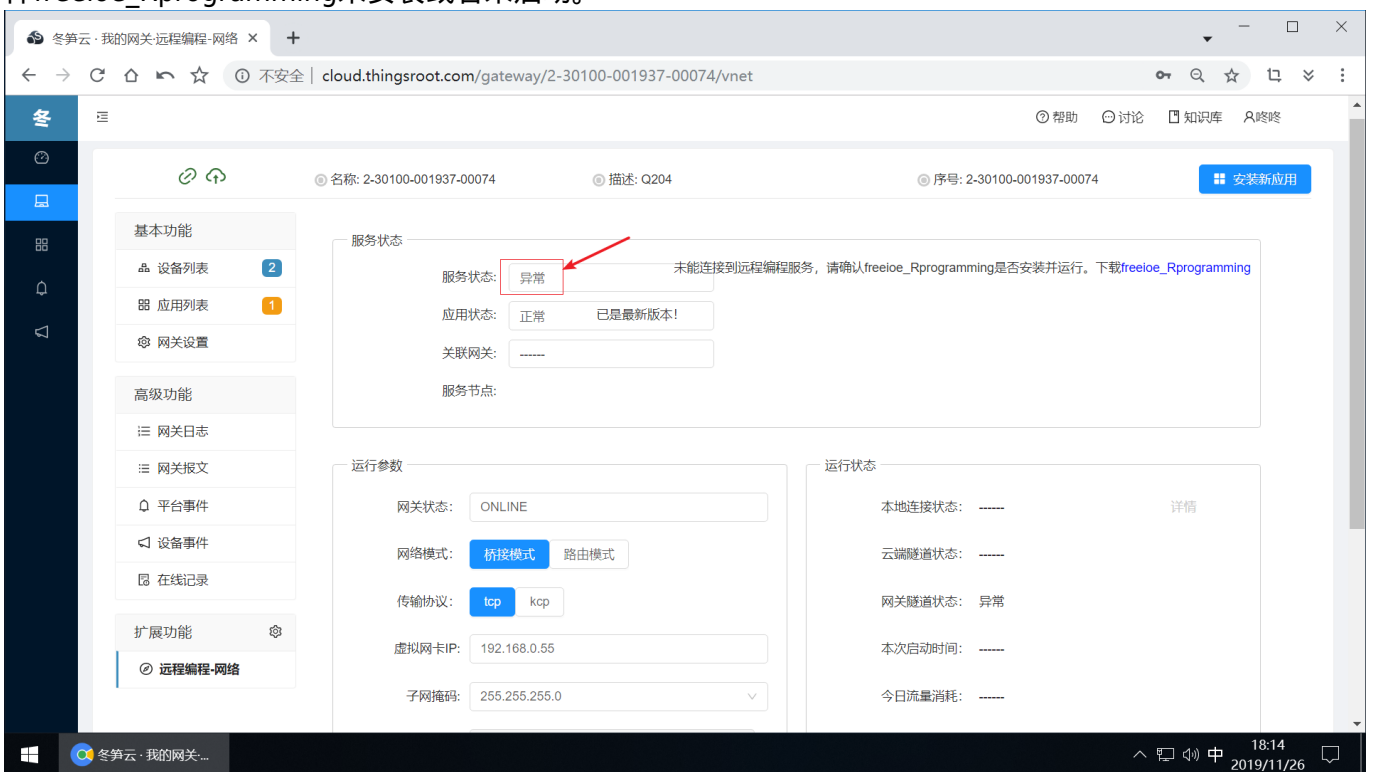 冬笋云 · 我的网关·远程编程-网络
不安全 | cloud.thingsroot.com/gateway/2-30100-001937-00074/vnet
冬
帮助 讨论 知识库 咚咚
名称: 2-30100-001937-00074 描述: Q204 序号: 2-30100-001937-00074 安装新应用
基本功能
设备列表 2
应用列表 1
网关设置
高级功能
网关日志
网关报文
平台事件
设备事件
在线记录
扩展功能
远程编程-网络
服务状态
服务状态: 异常 未能连接到远程编程服务，请确认freeioe_Rprogramming是否安装并运行。下载freeioe_Rprogramming
应用状态: 正常 已是最新版本！
关联网关: ------
服务节点:
运行参数
网关状态: ONLINE
网络模式: 桥接模式 路由模式
传输协议: tcp kcp
虚拟网卡IP: 192.168.0.55
子网掩码: 255.255.255.0
运行状态
本地连接状态: ------ 详情
云端隧道状态: ------
网关隧道状态: 异常
本次启动时间: ------
今日流量消耗: ------
冬笋云 · 我的网关·...
中
18:14
2019/11/26